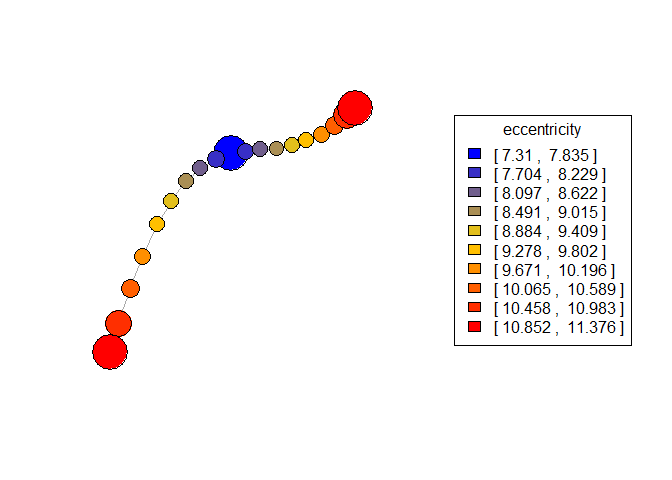 eccentricity
[ 7.31 , 7.835 ]
[ 7.704 , 8.229 ]
[ 8.097 , 8.622 ]
[ 8.491 , 9.015 ]
[ 8.884 , 9.409 ]
[ 9.278 , 9.802 ]
[ 9.671 , 10.196 ]
[ 10.065 , 10.589 ]
[ 10.458 , 10.983 ]
[ 10.852 , 11.376 ]